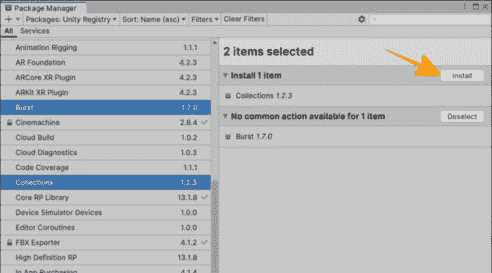 Package Manager
+ Packages: Unity Registry Sort: Name (asc) Filters Clear Filters
All Services
Animation Rigging 1.1.1
AR Foundation 4.2.3
ARCore XR Plugin 4.2.3
ARKit XR Plugin 4.2.3
Burst 1.7.0
Cinemachine 2.8.4
Cloud Build 1.0.2
Cloud Diagnostics 1.0.3
Code Coverage 1.1.1
Collections 1.2.3
Core RP Library 13.1.8
Device Simulator Devices 1.0.0
Editor Coroutines 1.0.0
FBX Exporter 4.1.2
High Definition RP 13.1.8
In App Purchasing 4.1.4
2 items selected
Install 1 item Install
Collections 1.2.3
No common action available for 1 item Deselect
Burst 1.7.0